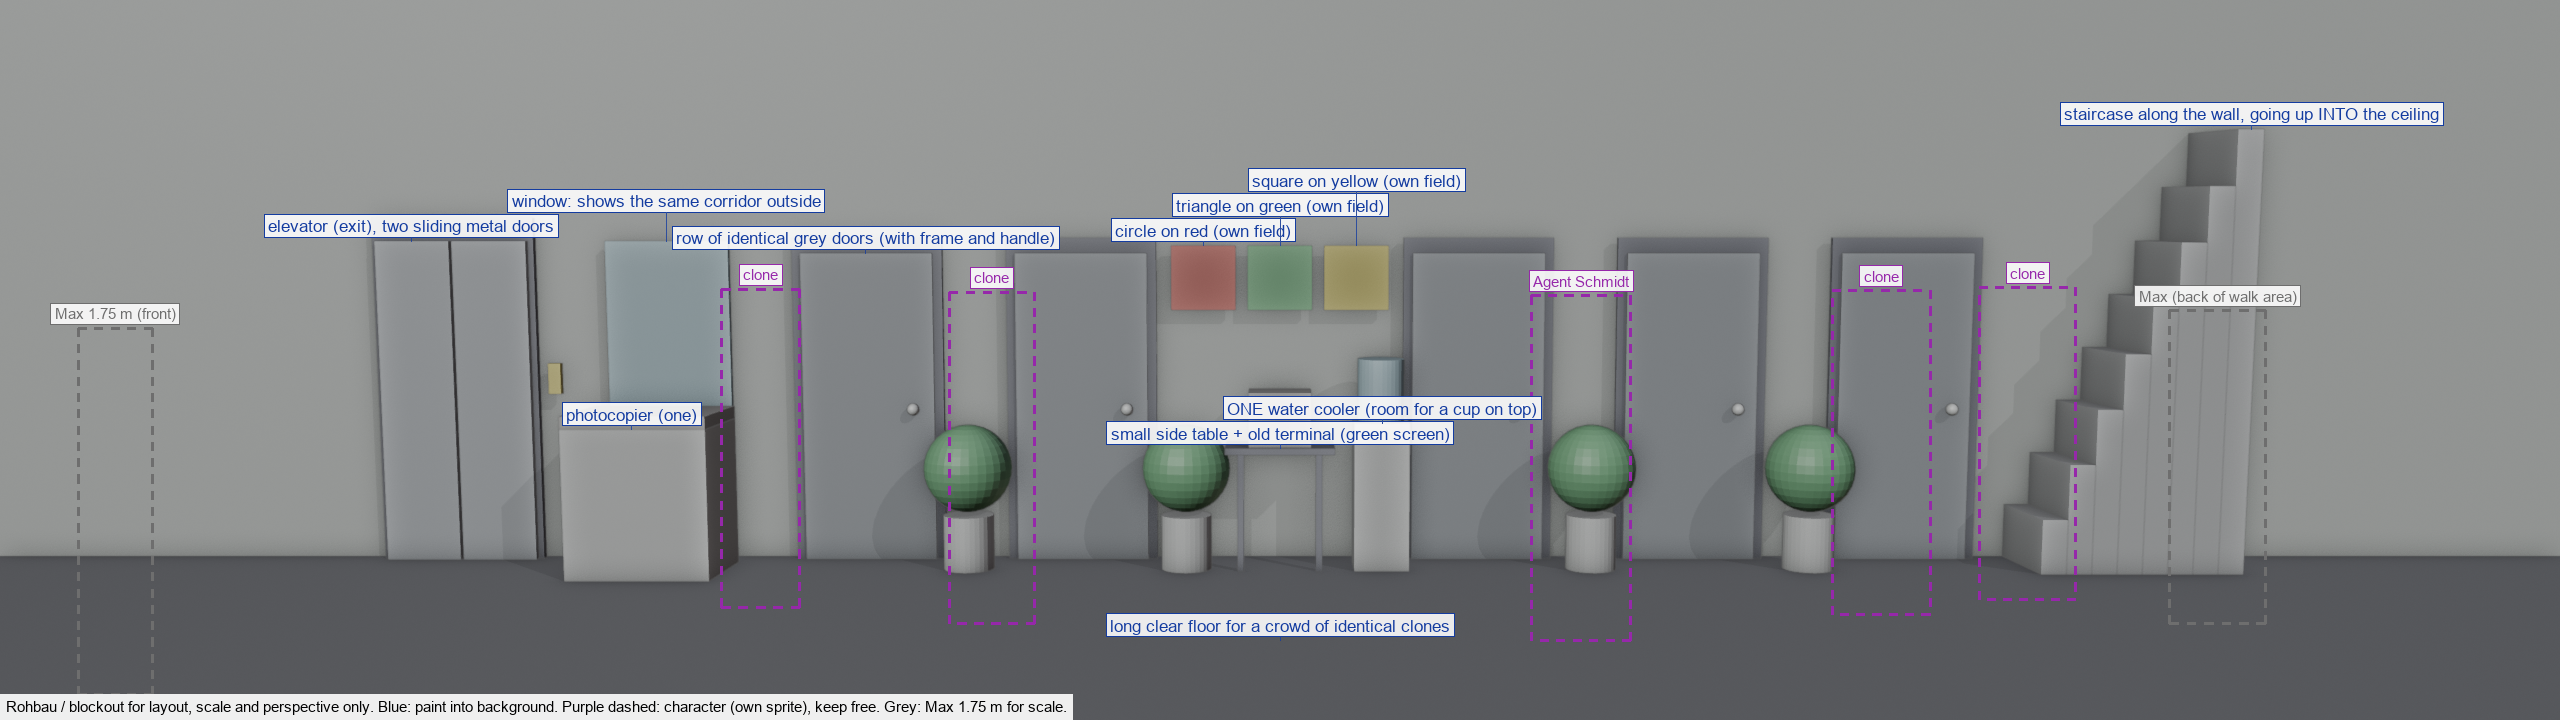 staircase along the wall, going up INTO the ceiling
square on yellow (own field)
window: shows the same corridor outside
triangle on green (own field)
elevator (exit), two sliding metal doors
circle on red (own field)
row of identical grey doors (with frame and handle)
clone
clone
Agent Schmidt
clone
clone
Max 1.75 m (front)
Max (back of walk area)
photocopier (one)
ONE water cooler (room for a cup on top)
small side table + old terminal (green screen)
long clear floor for a crowd of identical clones
Rohbau / blockout for layout, scale and perspective only. Blue: paint into background. Purple dashed: character (own sprite), keep free. Grey: Max 1.75 m for scale.